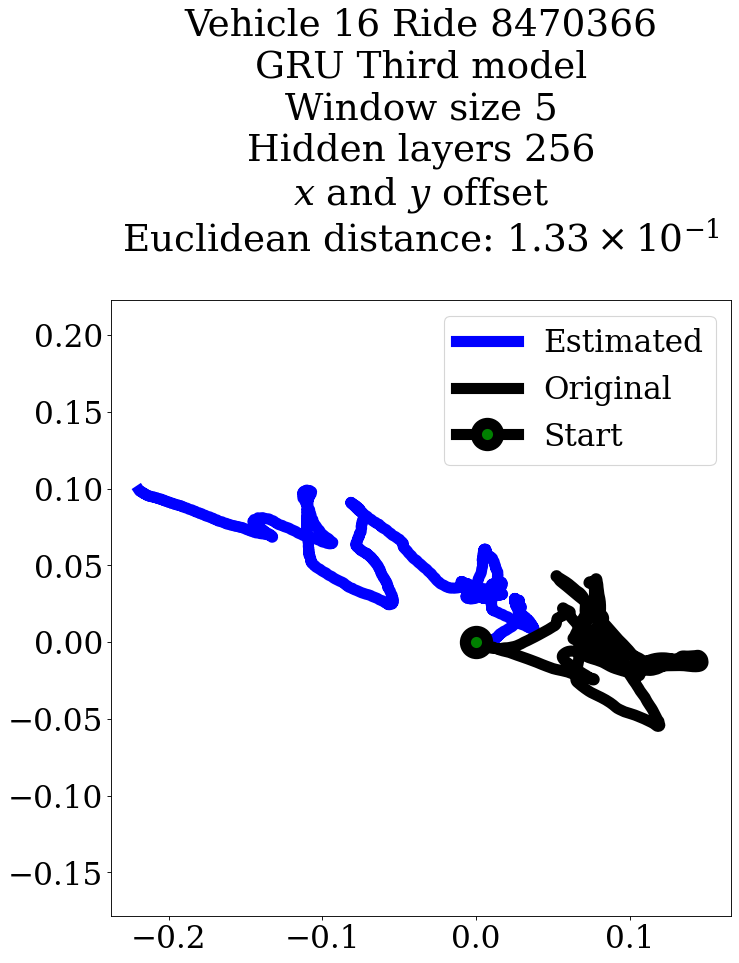 Vehicle 16 Ride 8470366
GRU Third model
Window size 5
Hidden layers 256
x and y offset
Euclidean distance: 1.33 × 10⁻¹
Estimated
Original
Start
0.20
0.15
0.10
0.05
0.00
−0.05
−0.10
−0.15
−0.2 −0.1 0.0 0.1